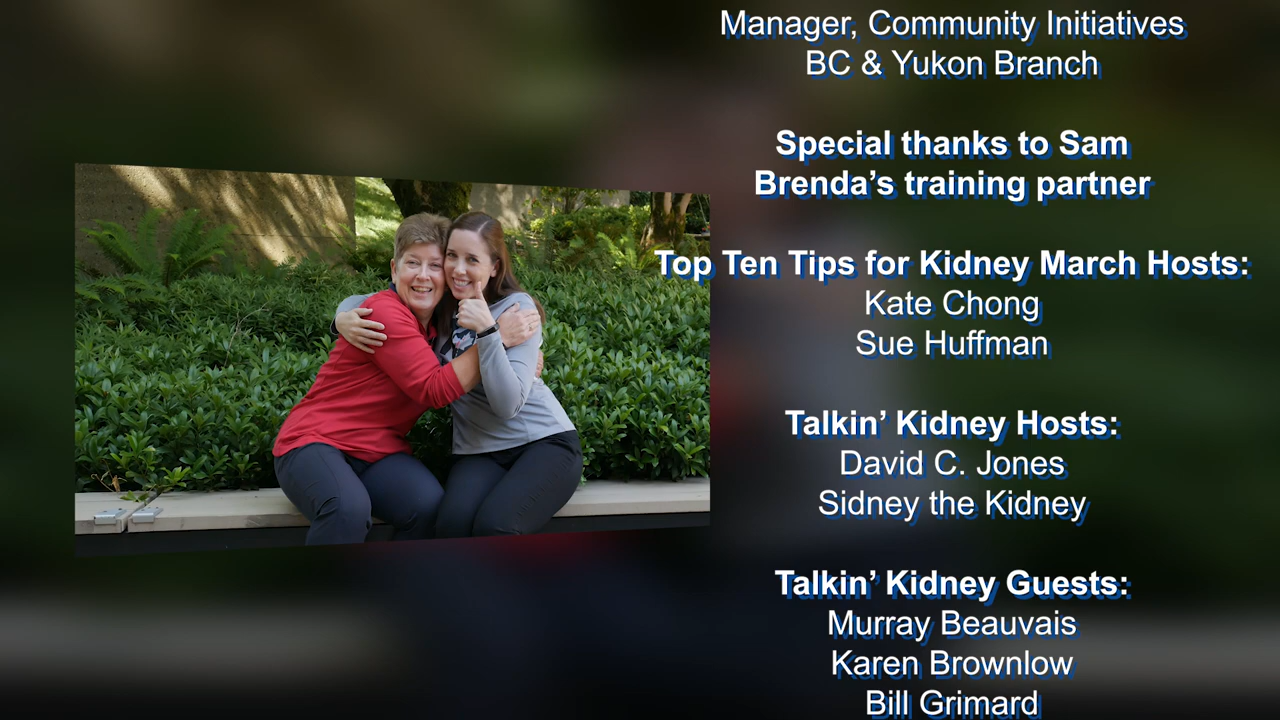 Manager, Community Initiatives
BC & Yukon Branch
Special thanks to Sam
Brenda’s training partner
Top Ten Tips for Kidney March Hosts:
Kate Chong
Sue Huffman
Talkin’ Kidney Hosts:
David C. Jones
Sidney the Kidney
Talkin’ Kidney Guests:
Murray Beauvais
Karen Brownlow
Bill Grimard